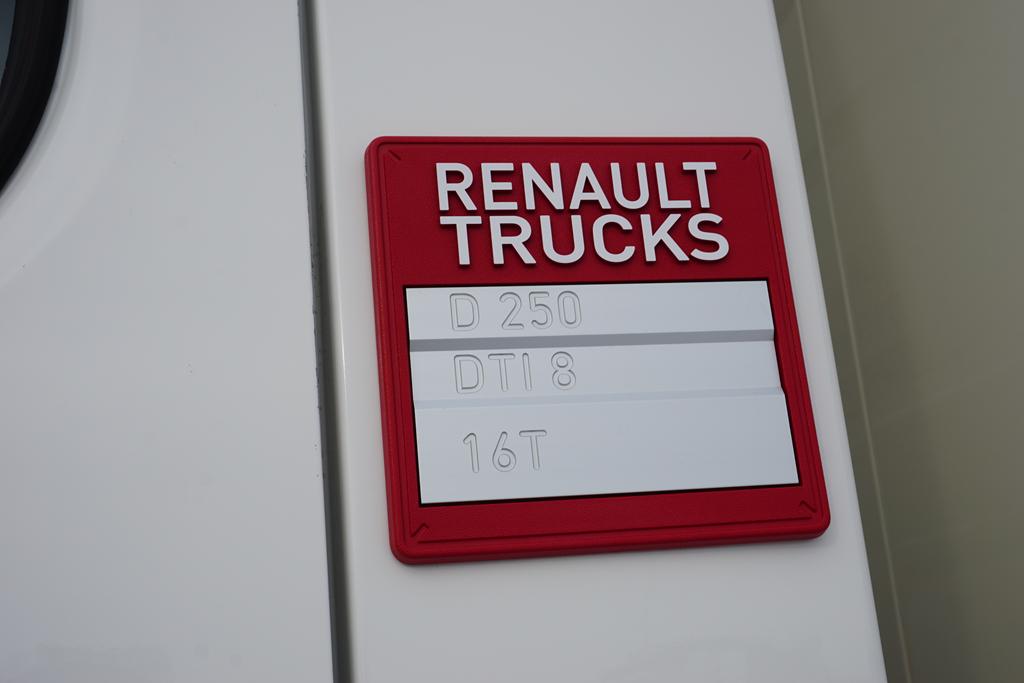 RENAULT
TRUCKS
D 250
DTI 8
16T